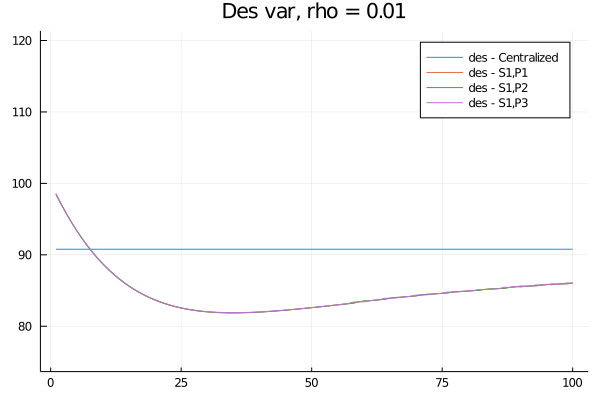 Des var, rho = 0.01
120
110
100
90
80
des - Centralized
des - S1,P1
des - S1,P2
des - S1,P3
0
25
50
75
100